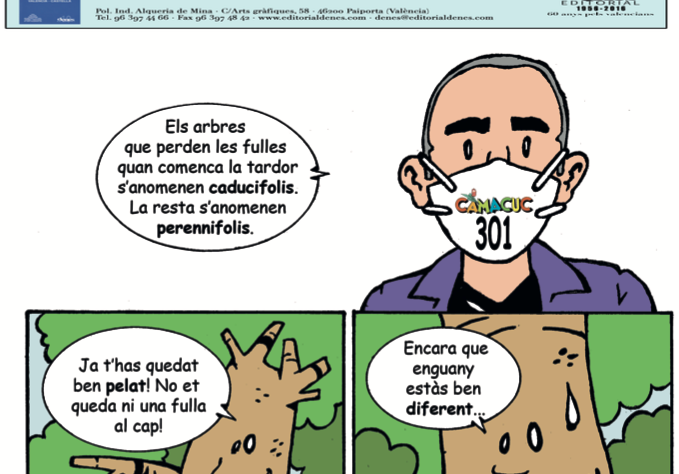 EDITORIAL
1956-2016
60 anys pels valencians
Pol. Ind. Alqueria de Mina · C/Arts gràfiques, 58 · 46200 Paiporta (València)
Tel. 96 397 44 66 · Fax 96 397 48 42 · www.editorialdenes.com · denes@editorialdenes.com
Els arbres
que perden les fulles
quan comenca la tardor
s'anomenen caducifolis.
La resta s'anomenen
perennifolis.
CAMACUC
301
Ja t'has quedat
ben pelat! No et
queda ni una fulla
al cap!
Encara que
enguany
estàs ben
diferent...